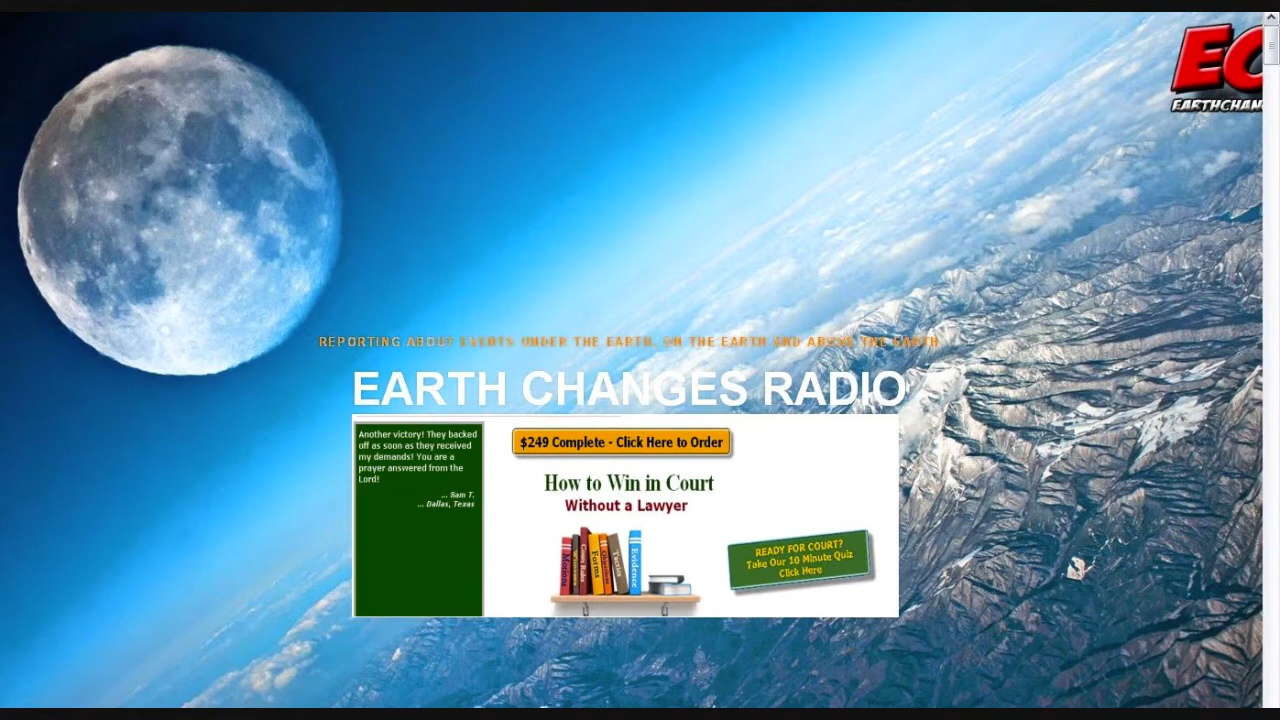 EC
EARTHCHAN
REPORTING ABOUT EVENTS UNDER THE EARTH, ON THE EARTH AND ABOVE THE EARTH
EARTH CHANGES RADIO
Another victory! They backed
off as soon as they received
my demands! You are a
prayer answered from the
Lord!
... Sam T.
... Dallas, Texas
$249 Complete - Click Here to Order
How to Win in Court
Without a Lawyer
Forms
Tactics
Evidence
READY FOR COURT?
Take Our 10 Minute Quiz
Click Here